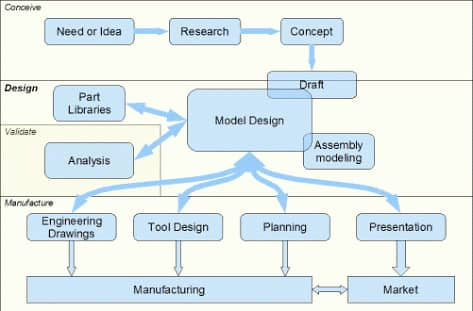 Conceive
Need or Idea
Research
Concept
Draft
Design
Part
Libraries
Model Design
Validate
Analysis
Assembly
modeling
Manufacture
Engineering
Drawings
Tool Design
Planning
Presentation
Manufacturing
Market